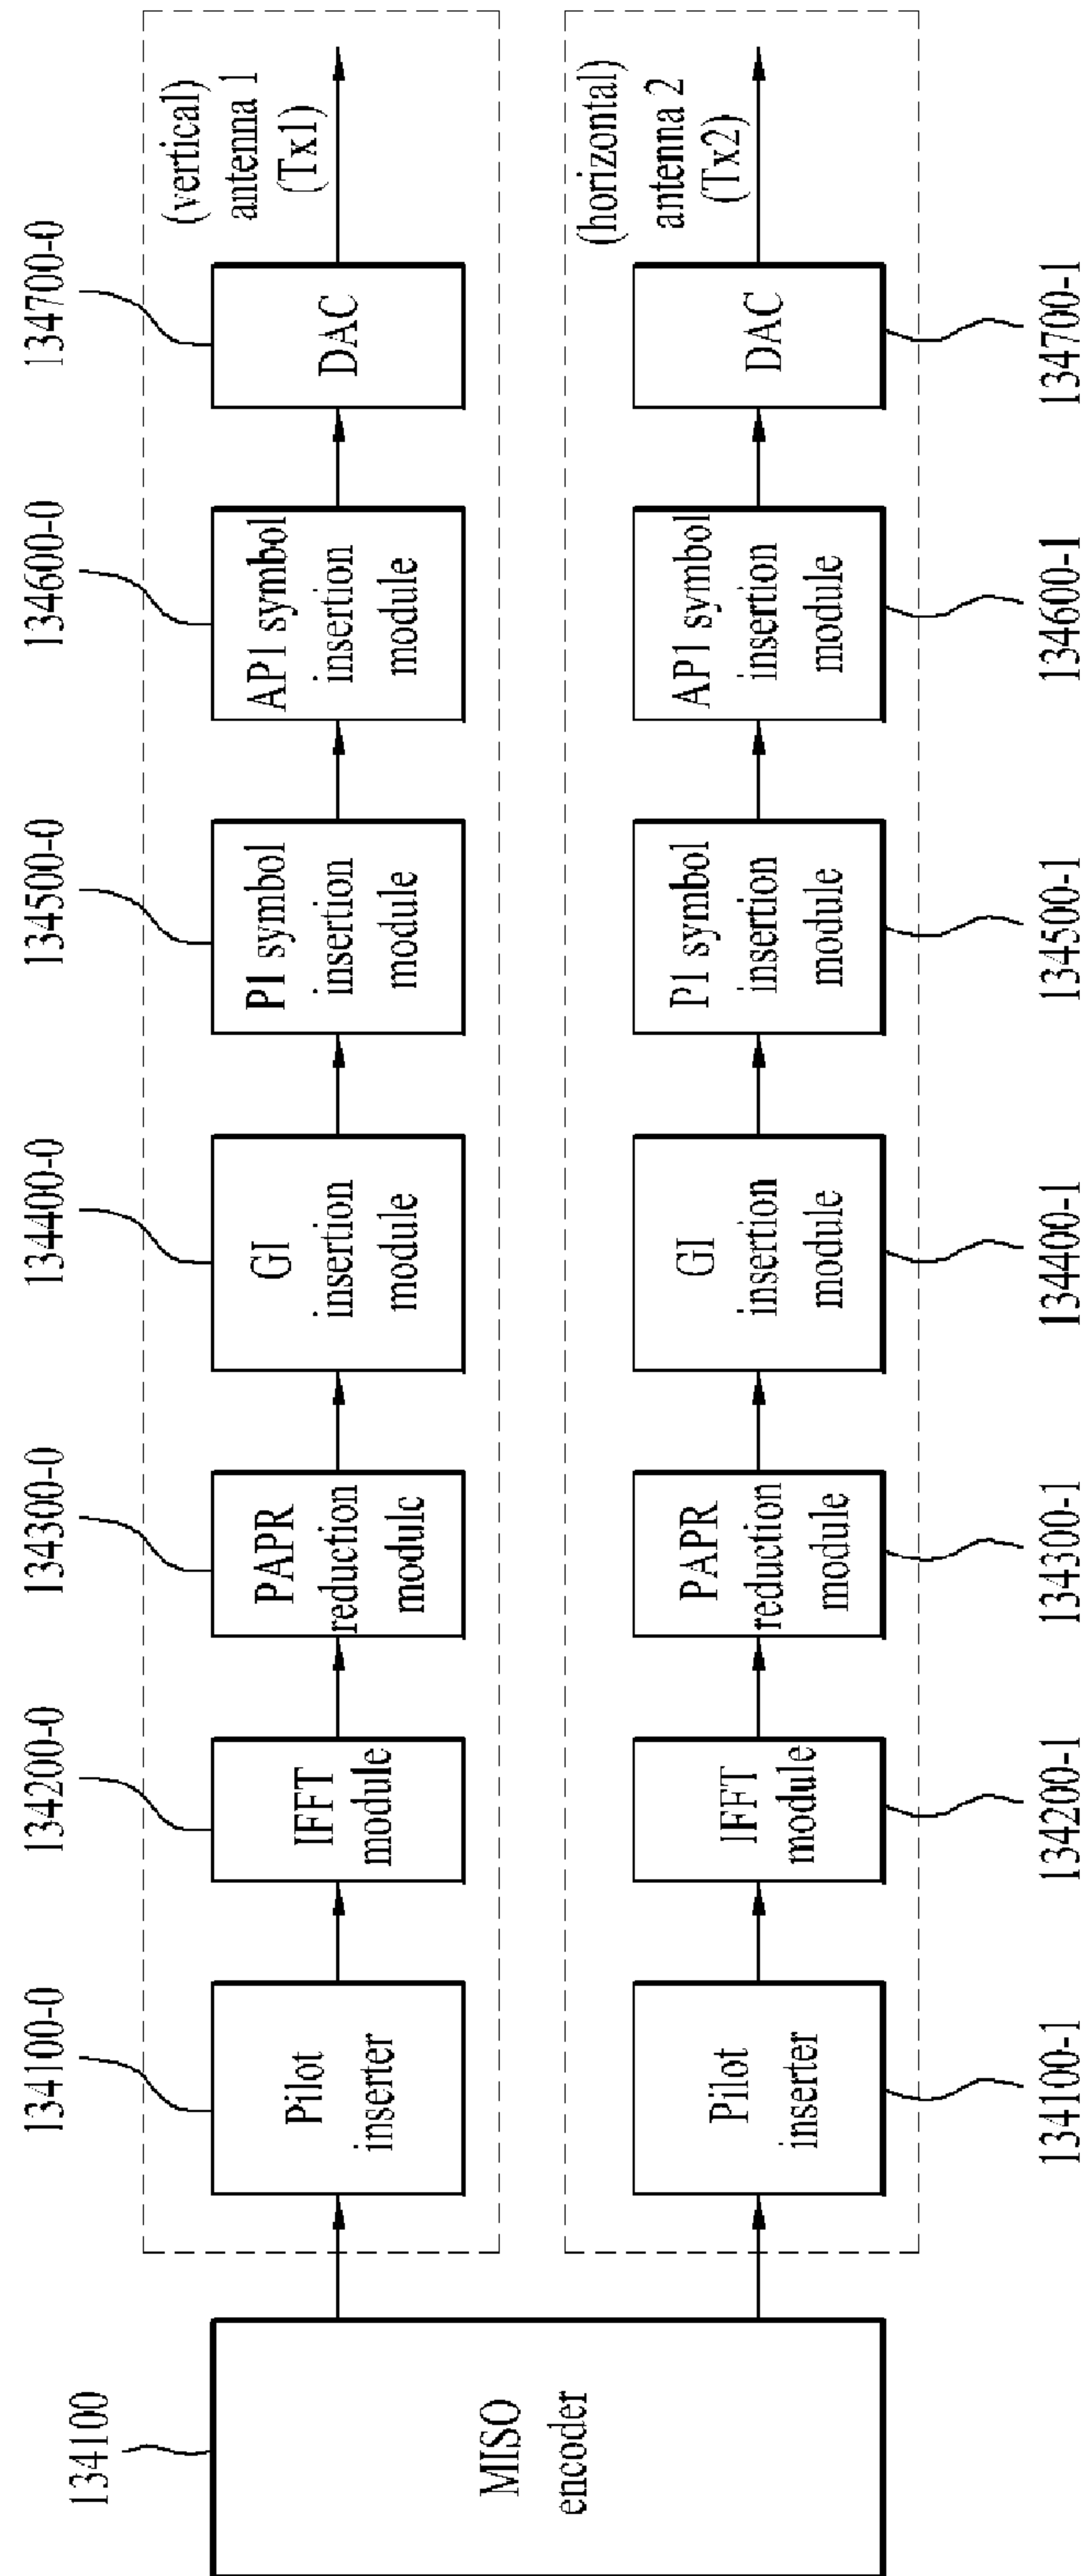 134100
MISO
encoder
134100-0
134200-0
134300-0
134400-0
134500-0
134600-0
134700-0
Pilot
inserter
IFFT
module
PAPR
reduction
module
GI
insertion
module
P1 symbol
insertion
module
AP1 symbol
insertion
module
DAC
(vertical)
antenna 1
(Tx1)
Pilot
inserter
IFFT
module
PAPR
reduction
module
GI
insertion
module
P1 symbol
insertion
module
AP1 symbol
insertion
module
DAC
(horizontal)
antenna 2
(Tx2)
134100-1
134200-1
134300-1
134400-1
134500-1
134600-1
134700-1